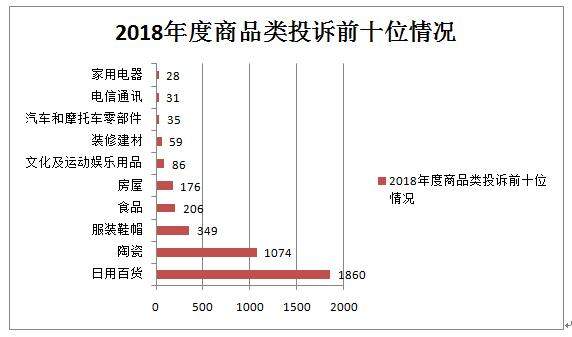 2018年度商品类投诉前十位情况
家用电器 28
电信通讯 31
汽车和摩托车零部件 35
装修建材 59
文化及运动娱乐用品 86
房屋 176
食品 206
服装鞋帽 349
陶瓷 1074
日用百货 1860
0 500 1000 1500 2000
2018年度商品类投诉前十位
情况